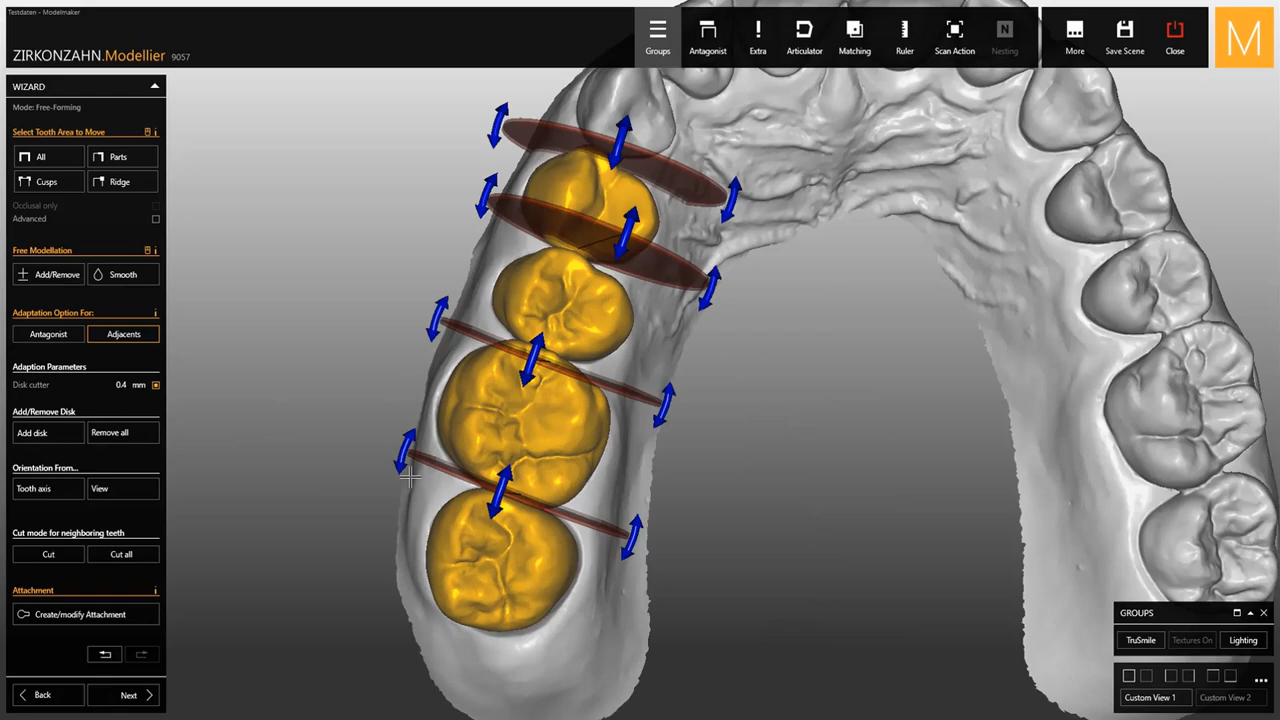 Testdaten - Modelmaker
ZIRKONZAHN.Modellier 9057
Groups
Antagonist
Extra
Articulator
Matching
Ruler
Scan Action
N
Nesting
More
Save Scene
Close
M
WIZARD
Mode: Free-Forming
Select Tooth Area to Move i
All
Parts
Cusps
Ridge
Occlusal only
Advanced
Free Modellation i
Add/Remove
Smooth
Adaptation Option For: i
Antagonist
Adjacents
Adaption Parameters
Disk cutter 0.4 mm
Add/Remove Disk
Add disk
Remove all
Orientation From...
Tooth axis
View
Cut mode for neighboring teeth
Cut
Cut all
Attachment i
Create/modify Attachment
Back
Next
GROUPS
TruSmile
Textures On
Lighting
Custom View 1
Custom View 2